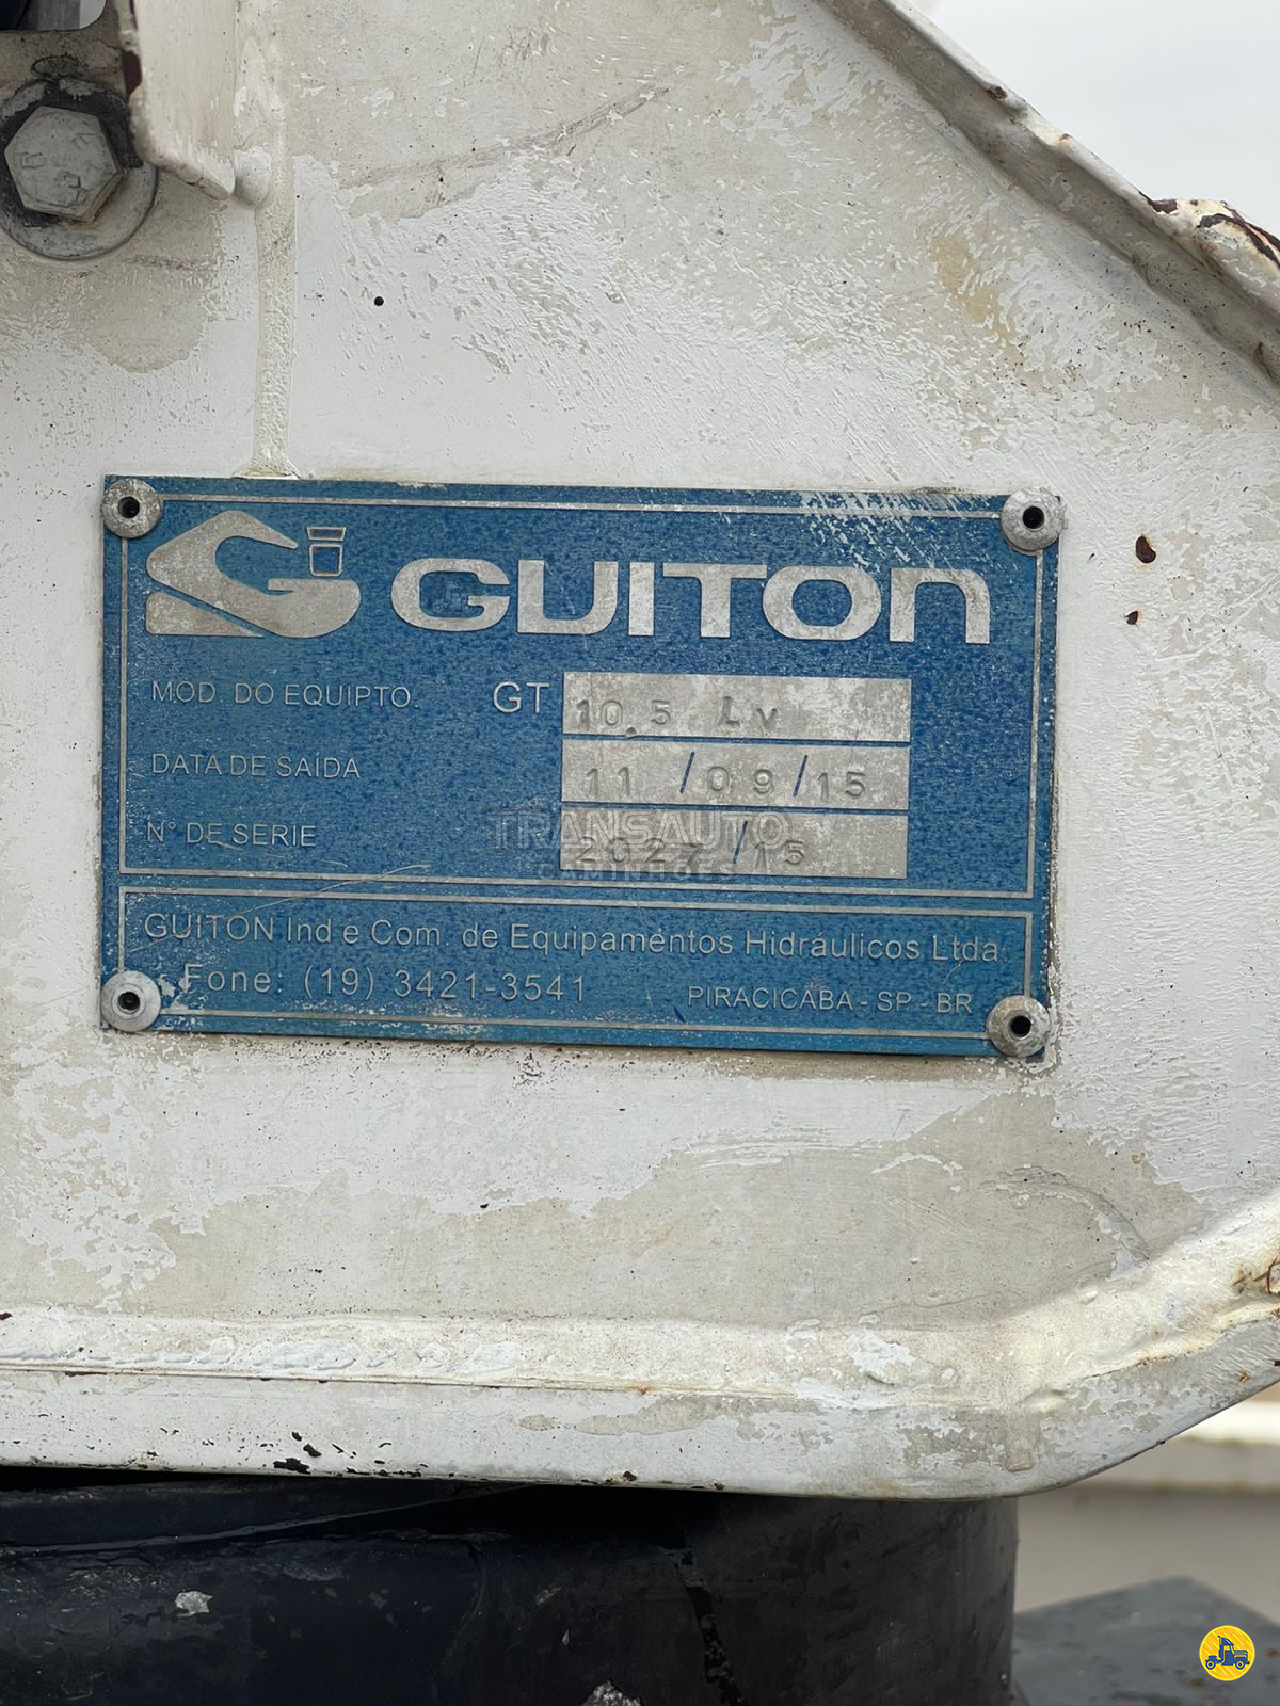 GUITON
MOD. DO EQUIPTO. GT 10.5 Lv
DATA DE SAÍDA 11/09/15
N° DE SERIE 2027/15
TRANSAUTO
CAMINHÕES
GUITON Ind e Com. de Equipamentos Hidráulicos Ltda.
Fone: (19) 3421-3541 PIRACICABA - SP - BR